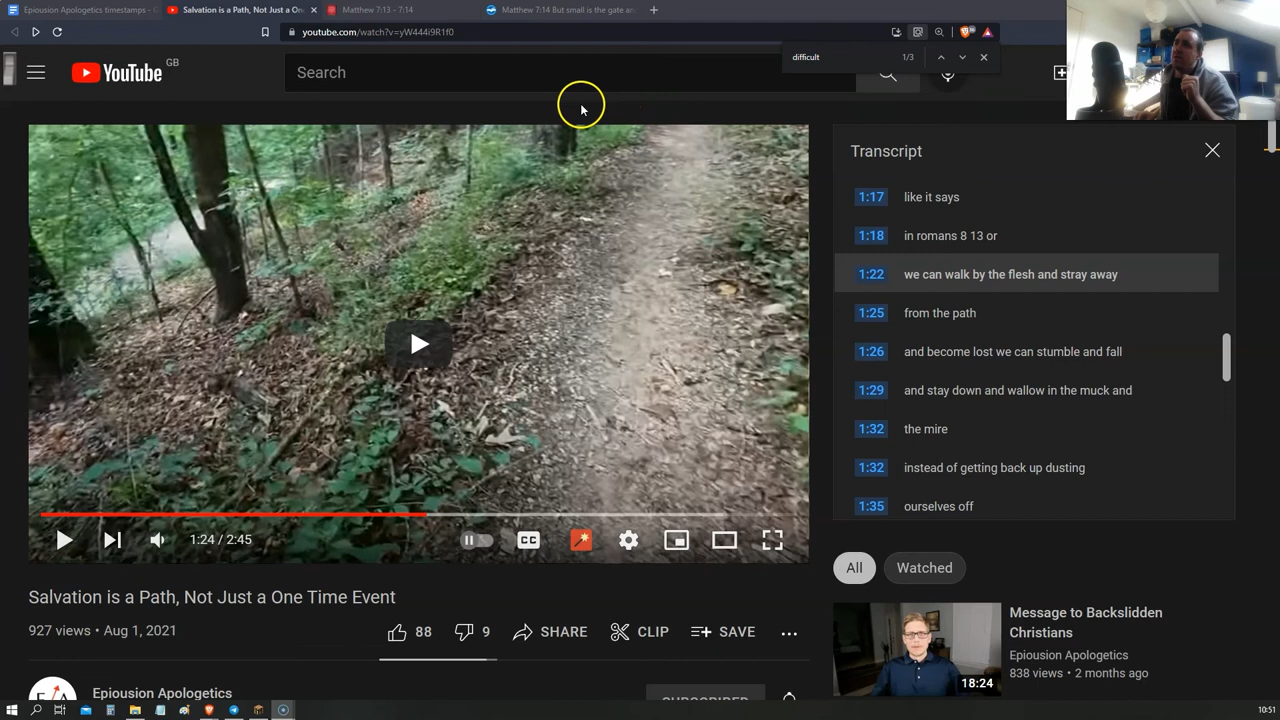 Epiousion Apologetics timestamps -
Salvation is a Path, Not Just a On
Matthew 7:13 - 7:14
Matthew 7:14 But small is the gate an
youtube.com/watch?v=yW444i9R1f0
difficult
1/3
YouTube
GB
Search
Transcript
1:17 like it says
1:18 in romans 8 13 or
1:22 we can walk by the flesh and stray away
1:25 from the path
1:26 and become lost we can stumble and fall
1:29 and stay down and wallow in the muck and
1:32 the mire
1:32 instead of getting back up dusting
1:35 ourselves off
1:24 / 2:45
CC
All
Watched
Salvation is a Path, Not Just a One Time Event
927 views • Aug 1, 2021
88
9
SHARE
CLIP
SAVE
Message to Backslidden
Christians
Epiousion Apologetics
838 views • 2 months ago
18:24
Epiousion Apologetics
SUBSCRIBED
10:51